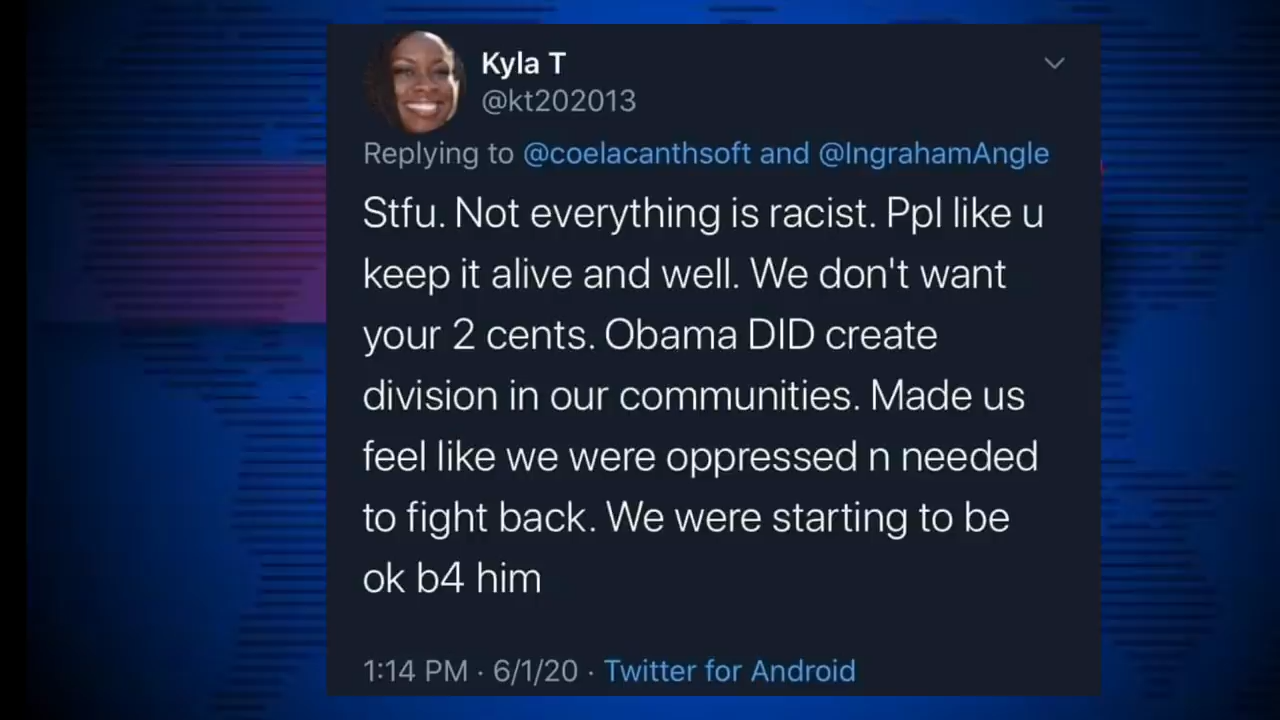 Kyla T
@kt202013
Replying to @coelacanthsoft and @IngrahamAngle
Stfu. Not everything is racist. Ppl like u
keep it alive and well. We don't want
your 2 cents. Obama DID create
division in our communities. Made us
feel like we were oppressed n needed
to fight back. We were starting to be
ok b4 him
1:14 PM · 6/1/20 · Twitter for Android